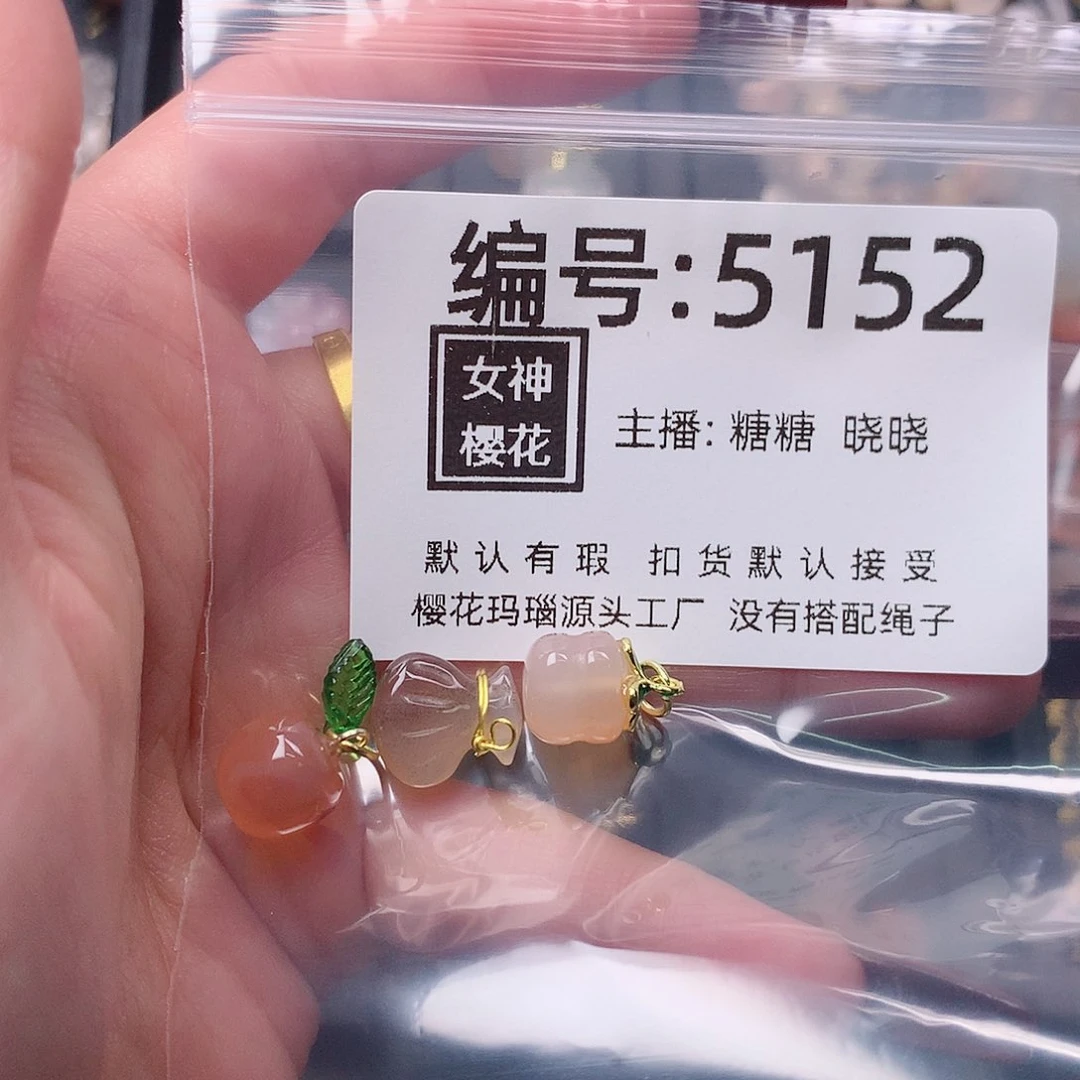 编号:5152
女神
樱花
主播: 糖糖 晓晓
默认有瑕 扣货默认接受
樱花玛瑙源头工厂 没有搭配绳子